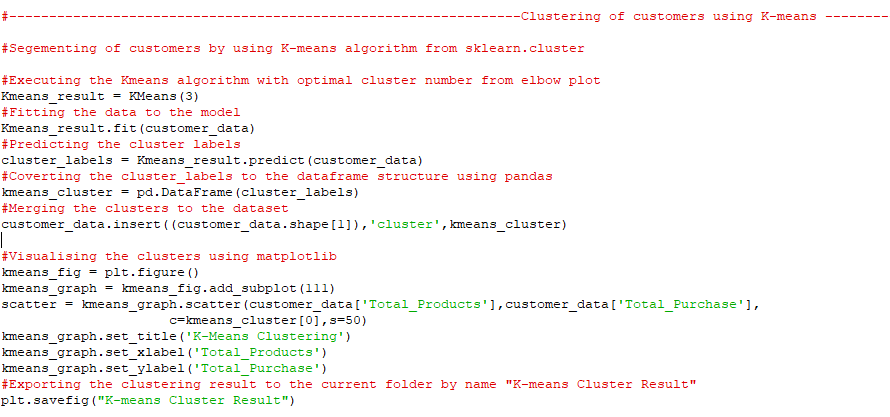 #--------------------------------------------------------------------Clustering of customers using K-means --------
#Segementing of customers by using K-means algorithm from sklearn.cluster
#Executing the Kmeans algorithm with optimal cluster number from elbow plot
Kmeans_result = KMeans(3)
#Fitting the data to the model
Kmeans_result.fit(customer_data)
#Predicting the cluster labels
cluster_labels = Kmeans_result.predict(customer_data)
#Coverting the cluster_labels to the dataframe structure using pandas
kmeans_cluster = pd.DataFrame(cluster_labels)
#Merging the clusters to the dataset
customer_data.insert((customer_data.shape[1]),'cluster',kmeans_cluster)
#Visualising the clusters using matplotlib
kmeans_fig = plt.figure()
kmeans_graph = kmeans_fig.add_subplot(111)
scatter = kmeans_graph.scatter(customer_data['Total_Products'],customer_data['Total_Purchase'],
                      c=kmeans_cluster[0],s=50)
kmeans_graph.set_title('K-Means Clustering')
kmeans_graph.set_xlabel('Total_Products')
kmeans_graph.set_ylabel('Total_Purchase')
#Exporting the clustering result to the current folder by name "K-means Cluster Result"
plt.savefig("K-means Cluster Result")